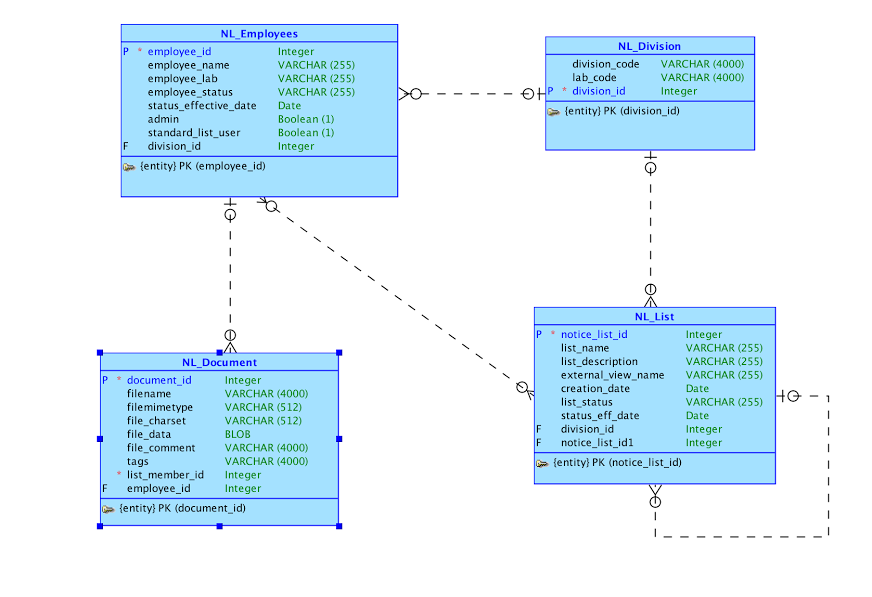 NL_Employees
P * employee_id Integer
employee_name VARCHAR (255)
employee_lab VARCHAR (255)
employee_status VARCHAR (255)
status_effective_date Date
admin Boolean (1)
standard_list_user Boolean (1)
F division_id Integer
{entity} PK (employee_id)
NL_Division
division_code VARCHAR (4000)
lab_code VARCHAR (4000)
P * division_id Integer
{entity} PK (division_id)
NL_Document
P * document_id Integer
filename VARCHAR (4000)
filemimetype VARCHAR (512)
file_charset VARCHAR (512)
file_data BLOB
file_comment VARCHAR (4000)
tags VARCHAR (4000)
* list_member_id Integer
F employee_id Integer
{entity} PK (document_id)
NL_List
P * notice_list_id Integer
list_name VARCHAR (255)
list_description VARCHAR (255)
external_view_name VARCHAR (255)
creation_date Date
list_status VARCHAR (255)
status_eff_date Date
F division_id Integer
F notice_list_id1 Integer
{entity} PK (notice_list_id)